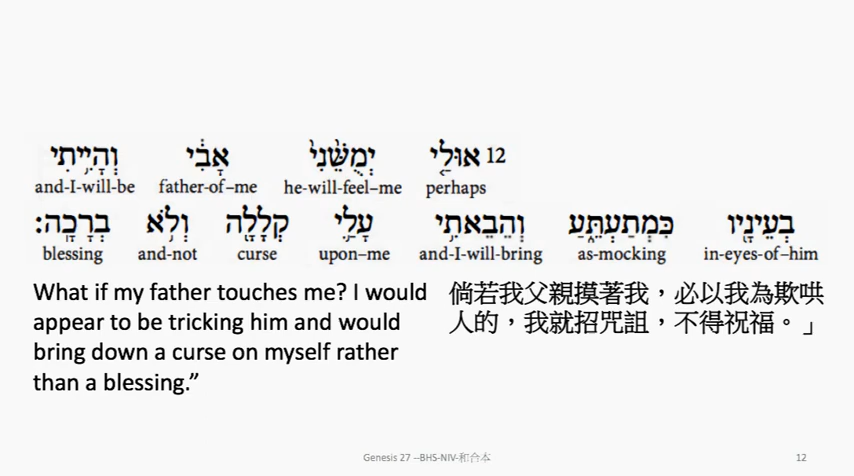 12 אוּלַ֤י יְמֻשֵּׁ֙נִי֙ אָבִ֔י וְהָיִ֥יתִי
perhaps he-will-feel–me father-of–me and-I-will-be
בְעֵינָ֖יו כִּמְתַעְתֵּ֑עַ וְהֵבֵאתִ֥י עָלַ֛י קְלָלָ֖ה וְלֹ֥א בְרָכָֽה׃
in-eyes-of–him as-mocking and-I-will-bring upon–me curse and-not blessing
What if my father touches me? I would
appear to be tricking him and would
bring down a curse on myself rather
than a blessing.”
倘若我父親摸著我，必以我為欺哄
人的，我就招咒詛，不得祝福。」
Genesis 27 --BHS-NIV-和合本
12